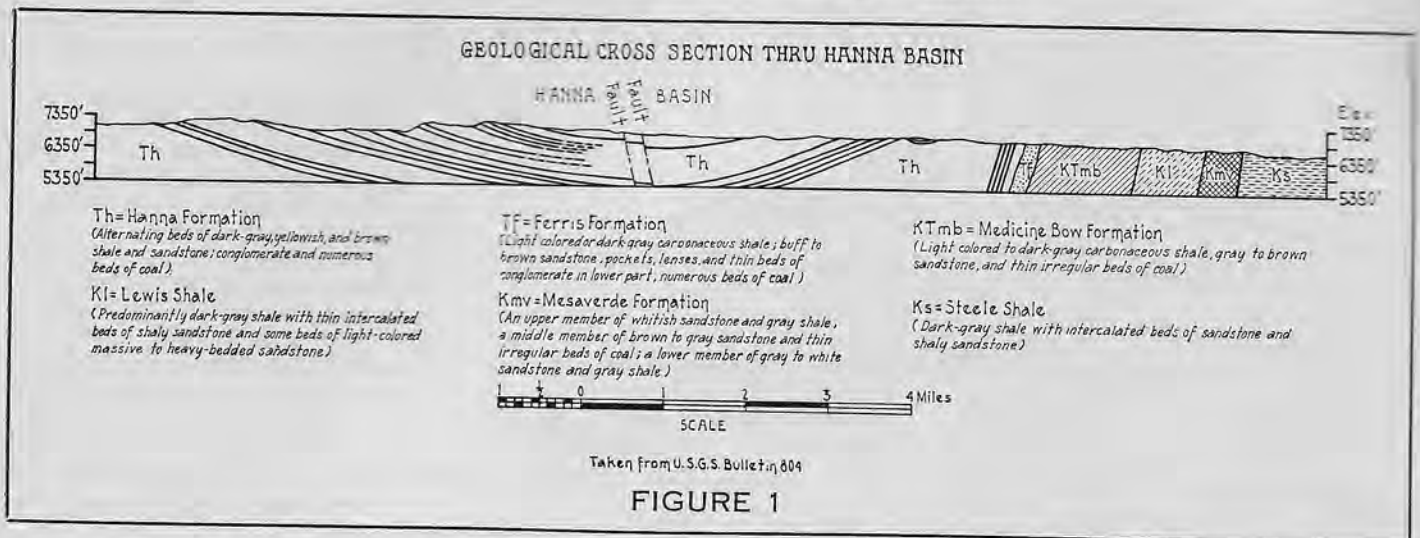 GEOLOGICAL CROSS SECTION THRU HANNA BASIN
HANNA Fault Fault BASIN
7350'
6350'
5350'
Elev.
7350'
6350'
5350'
Th
Th
Th
Tf
KTmb
Kl
Kmv
Ks
Th=Hanna Formation
(Alternating beds of dark-gray, yellowish, and brown
shale and sandstone; conglomerate and numerous
beds of coal)
Kl=Lewis Shale
(Predominantly dark-gray shale with thin intercalated
beds of shaly sandstone and some beds of light-colored
massive to heavy-bedded sandstone)
Tf=Ferris Formation
(Light colored or dark-gray carbonaceous shale; buff to
brown sandstone, pockets, lenses, and thin beds of
conglomerate in lower part, numerous beds of coal)
Kmv=Mesaverde Formation
(An upper member of whitish sandstone and gray shale,
a middle member of brown to gray sandstone and thin
irregular beds of coal; a lower member of gray to white
sandstone and gray shale)
KTmb=Medicine Bow Formation
(Light colored to dark-gray carbonaceous shale, gray to brown
sandstone, and thin irregular beds of coal)
Ks=Steele Shale
(Dark-gray shale with intercalated beds of sandstone and
shaly sandstone)
1 ½ 0 1 2 3 4 Miles
SCALE
Taken from U.S.G.S. Bulletin 804
FIGURE 1